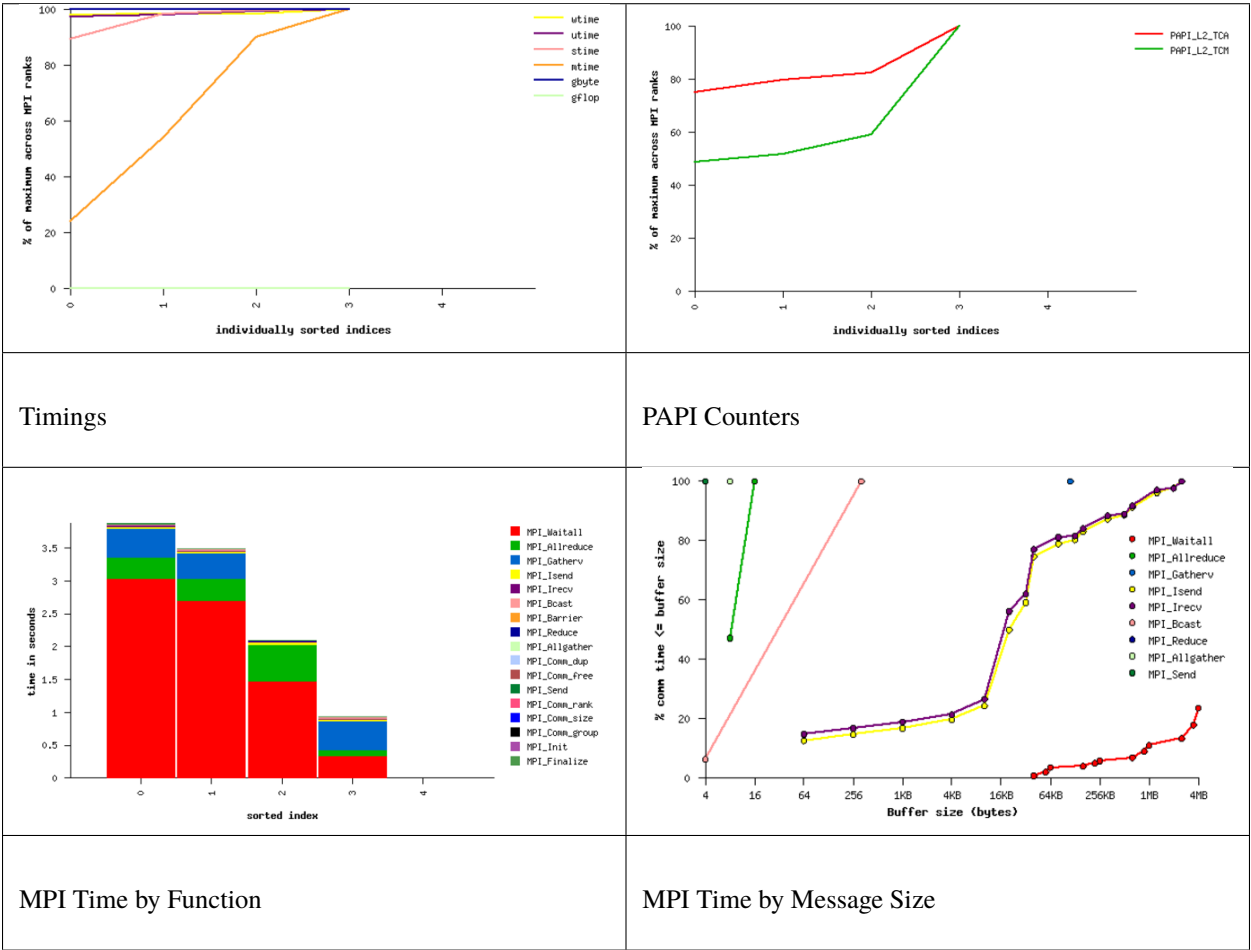 100
80
60
40
20
0
% of maximum across MPI ranks
0
1
2
3
4
individually sorted indices
wtime
utime
stime
mtime
gbyte
gflop
100
80
60
40
20
0
% of maximum across MPI ranks
0
1
2
3
4
individually sorted indices
PAPI_L2_TCA
PAPI_L2_TCM
Timings
PAPI Counters
3.5
3
2.5
2
1.5
1
0.5
0
time in seconds
0
1
2
3
4
sorted index
MPI_Waitall
MPI_Allreduce
MPI_Gatherv
MPI_Isend
MPI_Irecv
MPI_Bcast
MPI_Barrier
MPI_Reduce
MPI_Allgather
MPI_Comm_dup
MPI_Comm_free
MPI_Send
MPI_Comm_rank
MPI_Comm_size
MPI_Comm_group
MPI_Init
MPI_Finalize
100
80
60
40
20
0
% comm time <= buffer size
4
16
64
256
1KB
4KB
16KB
64KB
256KB
1MB
4MB
Buffer size (bytes)
MPI_Waitall
MPI_Allreduce
MPI_Gatherv
MPI_Isend
MPI_Irecv
MPI_Bcast
MPI_Reduce
MPI_Allgather
MPI_Send
MPI Time by Function
MPI Time by Message Size